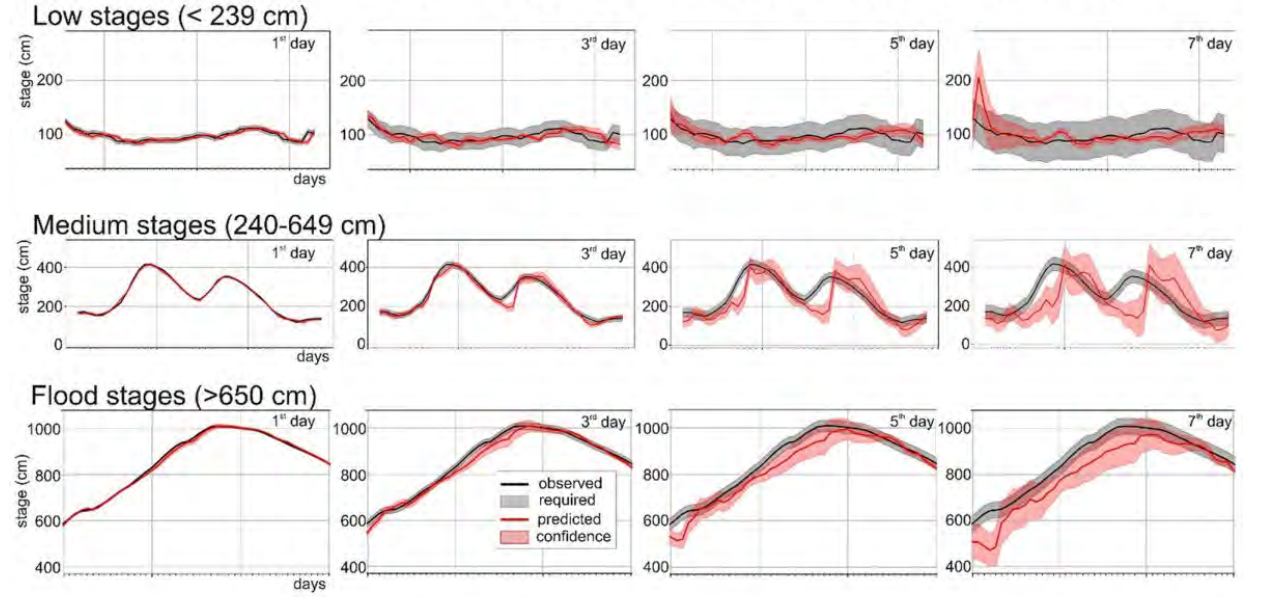 Low stages (< 239 cm)
stage (cm)
1st day
200
100
days
3rd day
200
100
5th day
200
100
7th day
200
100
Medium stages (240-649 cm)
stage (cm)
1st day
400
200
0
days
3rd day
400
200
0
5th day
400
200
0
7th day
400
200
0
Flood stages (>650 cm)
stage (cm)
1st day
1000
800
600
400
days
3rd day
1000
800
600
400
observed
required
predicted
confidence
5th day
1000
800
600
400
7th day
1000
800
600
400